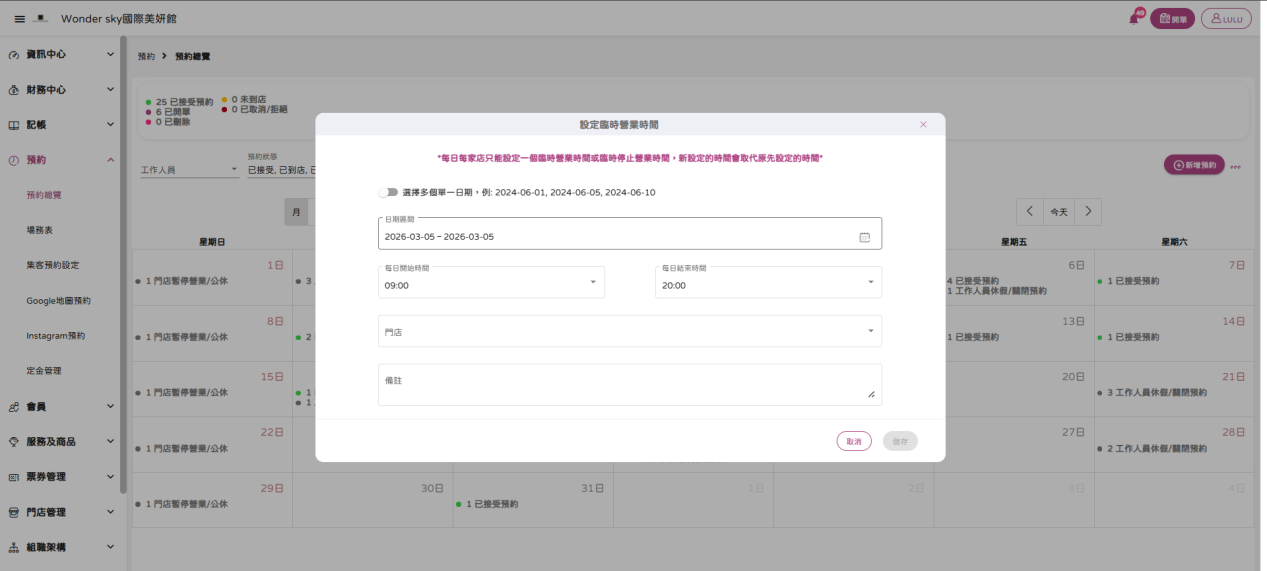 Wonder sky國際美妍館
49
開單
LULU
資訊中心
財務中心
記帳
預約
預約總覽
場務表
集客預約設定
Google地圖預約
Instagram預約
定金管理
會員
服務及商品
票券管理
門店管理
組職架構
預約 > 預約總覽
25 已接受預約
0 未到店
6 已開單
0 已取消/拒絕
0 已刪除
工作人員
預約狀態
已接受, 已到店, 已
新增預約
月
今天
星期日
星期五
星期六
1日
6日
7日
1 門店暫停營業/公休
3
4 已接受預約
1 工作人員休假/關閉預約
1 已接受預約
8日
13日
14日
1 門店暫停營業/公休
2
1 已接受預約
1 已接受預約
15日
20日
21日
1 門店暫停營業/公休
1
1
3 工作人員休假/關閉預約
22日
27日
28日
1 門店暫停營業/公休
2 工作人員休假/關閉預約
29日
30日
31日
1日
2日
3日
4日
1 門店暫停營業/公休
1 已接受預約
設定臨時營業時間
*每日每家店只能設定一個臨時營業時間或臨時停止營業時間，新設定的時間會取代原先設定的時間*
選擇多個單一日期，例: 2024-06-01, 2024-06-05, 2024-06-10
日期區間
2026-03-05 – 2026-03-05
每日開始時間
09:00
每日結束時間
20:00
門店
備註
取消
儲存